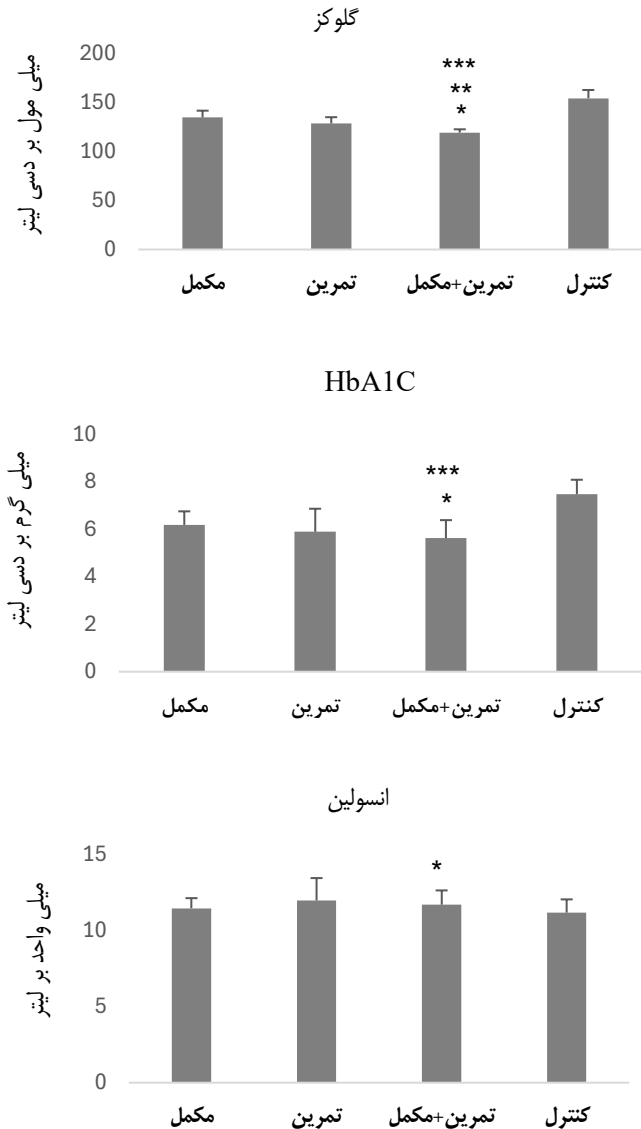 گلوکز
میلی مول بر دسی لیتر
200
150
100
50
0
***
**
*
مکمل
تمرین
تمرین+مکمل
کنترل
HbA1C
میلی گرم بر دسی لیتر
10
8
6
4
2
0
***
*
مکمل
تمرین
تمرین+مکمل
کنترل
انسولین
میلی واحد بر لیتر
15
10
5
0
*
مکمل
تمرین
تمرین+مکمل
کنترل